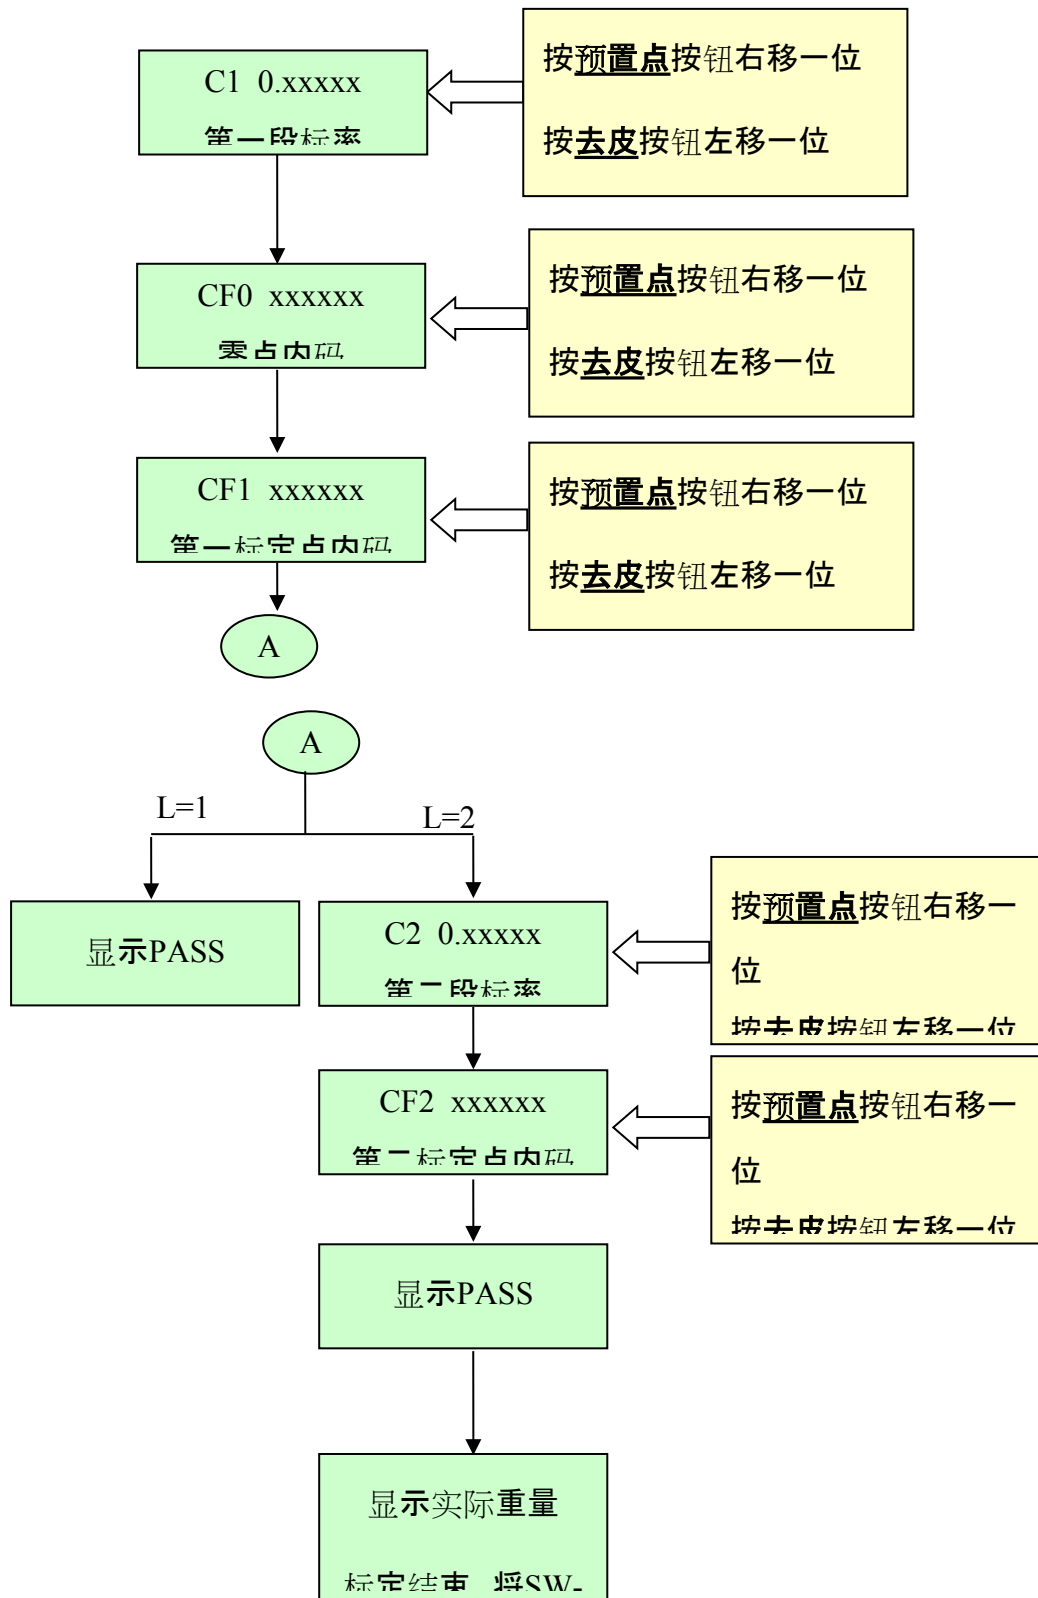 C1 0.xxxxx
第一段标率
按预置点按钮右移一位
按去皮按钮左移一位
CF0 xxxxxx
零点内码
按预置点按钮右移一位
按去皮按钮左移一位
CF1 xxxxxx
第一标定点内码
按预置点按钮右移一位
按去皮按钮左移一位
A
A
L=1
L=2
显示PASS
C2 0.xxxxx
第二段标率
按预置点按钮右移一
位
按去皮按钮左移一位
CF2 xxxxxx
第二标定点内码
按预置点按钮右移一
位
按去皮按钮左移一位
显示PASS
显示实际重量
标定结束 将SW-